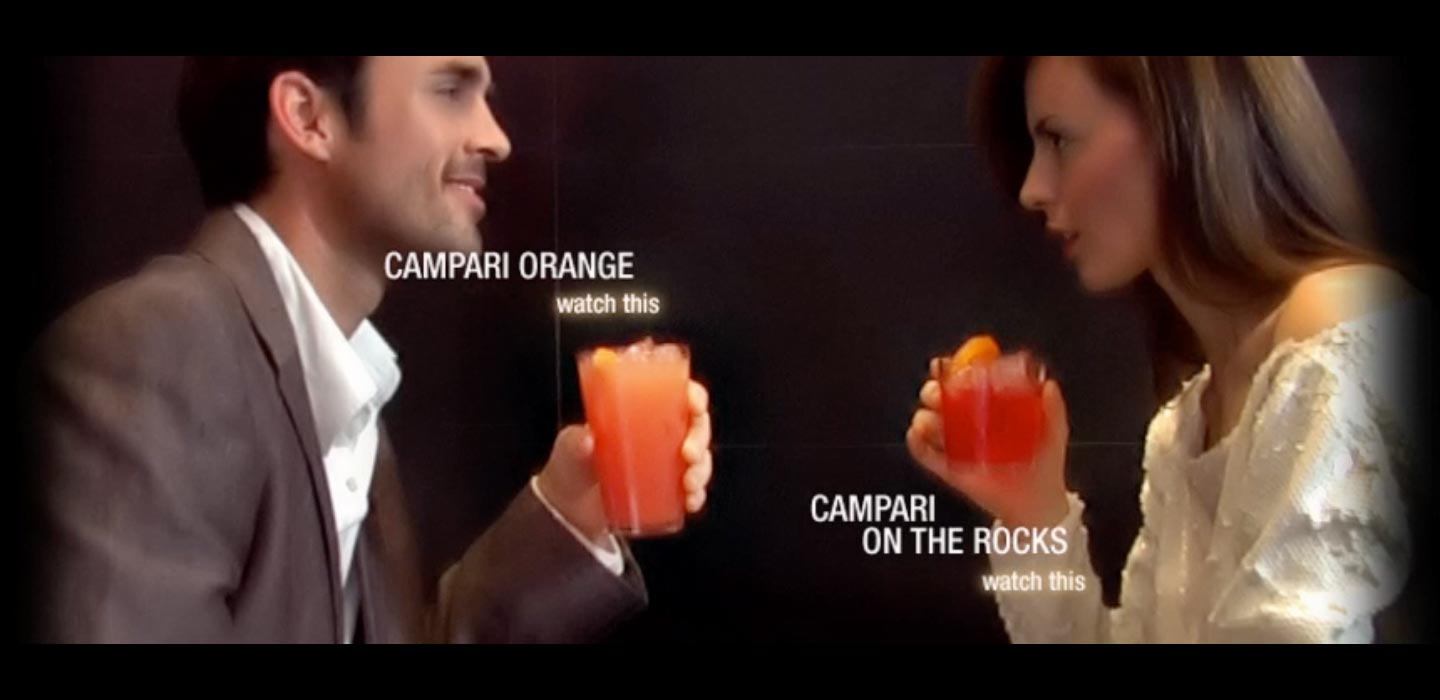 CAMPARI ORANGE
watch this
CAMPARI
ON THE ROCKS
watch this